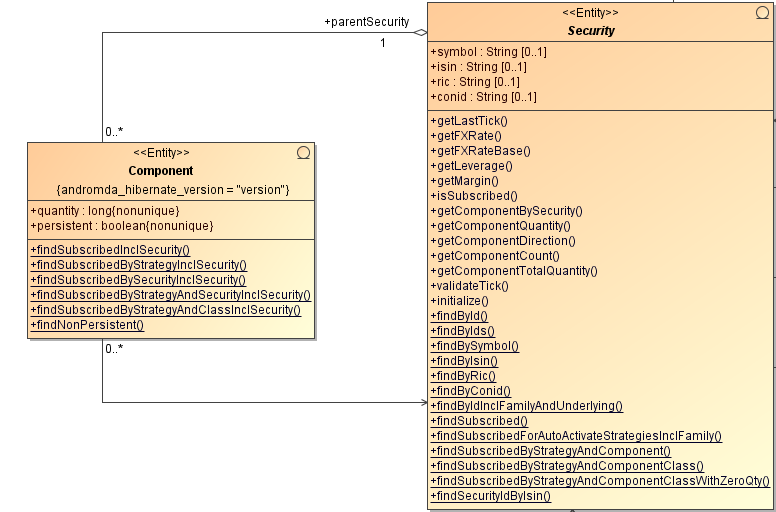 +parentSecurity
1
0..*
<<Entity>>
Component
{andromda_hibernate_version = "version"}
+quantity : long{nonunique}
+persistent : boolean{nonunique}
+findSubscribedInclSecurity()
+findSubscribedByStrategyInclSecurity()
+findSubscribedBySecurityInclSecurity()
+findSubscribedByStrategyAndSecurityInclSecurity()
+findSubscribedByStrategyAndClassInclSecurity()
+findNonPersistent()
0..*
<<Entity>>
Security
+symbol : String [0..1]
+isin : String [0..1]
+ric : String [0..1]
+conid : String [0..1]
+getLastTick()
+getFXRate()
+getFXRateBase()
+getLeverage()
+getMargin()
+isSubscribed()
+getComponentBySecurity()
+getComponentQuantity()
+getComponentDirection()
+getComponentCount()
+getComponentTotalQuantity()
+validateTick()
+initialize()
+findById()
+findByIds()
+findBySymbol()
+findByIsin()
+findByRic()
+findByConid()
+findByIdInclFamilyAndUnderlying()
+findSubscribed()
+findSubscribedForAutoActivateStrategiesInclFamily()
+findSubscribedByStrategyAndComponent()
+findSubscribedByStrategyAndComponentClass()
+findSubscribedByStrategyAndComponentClassWithZeroQty()
+findSecurityIdByIsin()